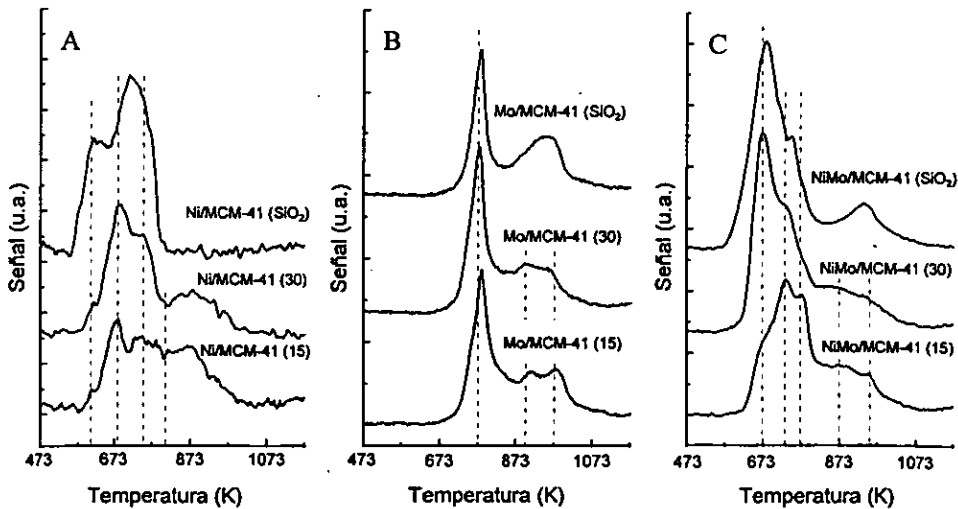 A
Señal (u.a.)
Ni/MCM-41 (SiO₂)
Ni/MCM-41 (30)
Ni/MCM-41 (15)
473 673 873 1073
Temperatura (K)
B
Señal (u.a.)
Mo/MCM-41 (SiO₂)
Mo/MCM-41 (30)
Mo/MCM-41 (15)
473 673 873 1073
Temperatura (K)
C
Señal (u.a.)
NiMo/MCM-41 (SiO₂)
NiMo/MCM-41 (30)
NiMo/MCM-41 (15)
473 673 873 1073
Temperatura (K)